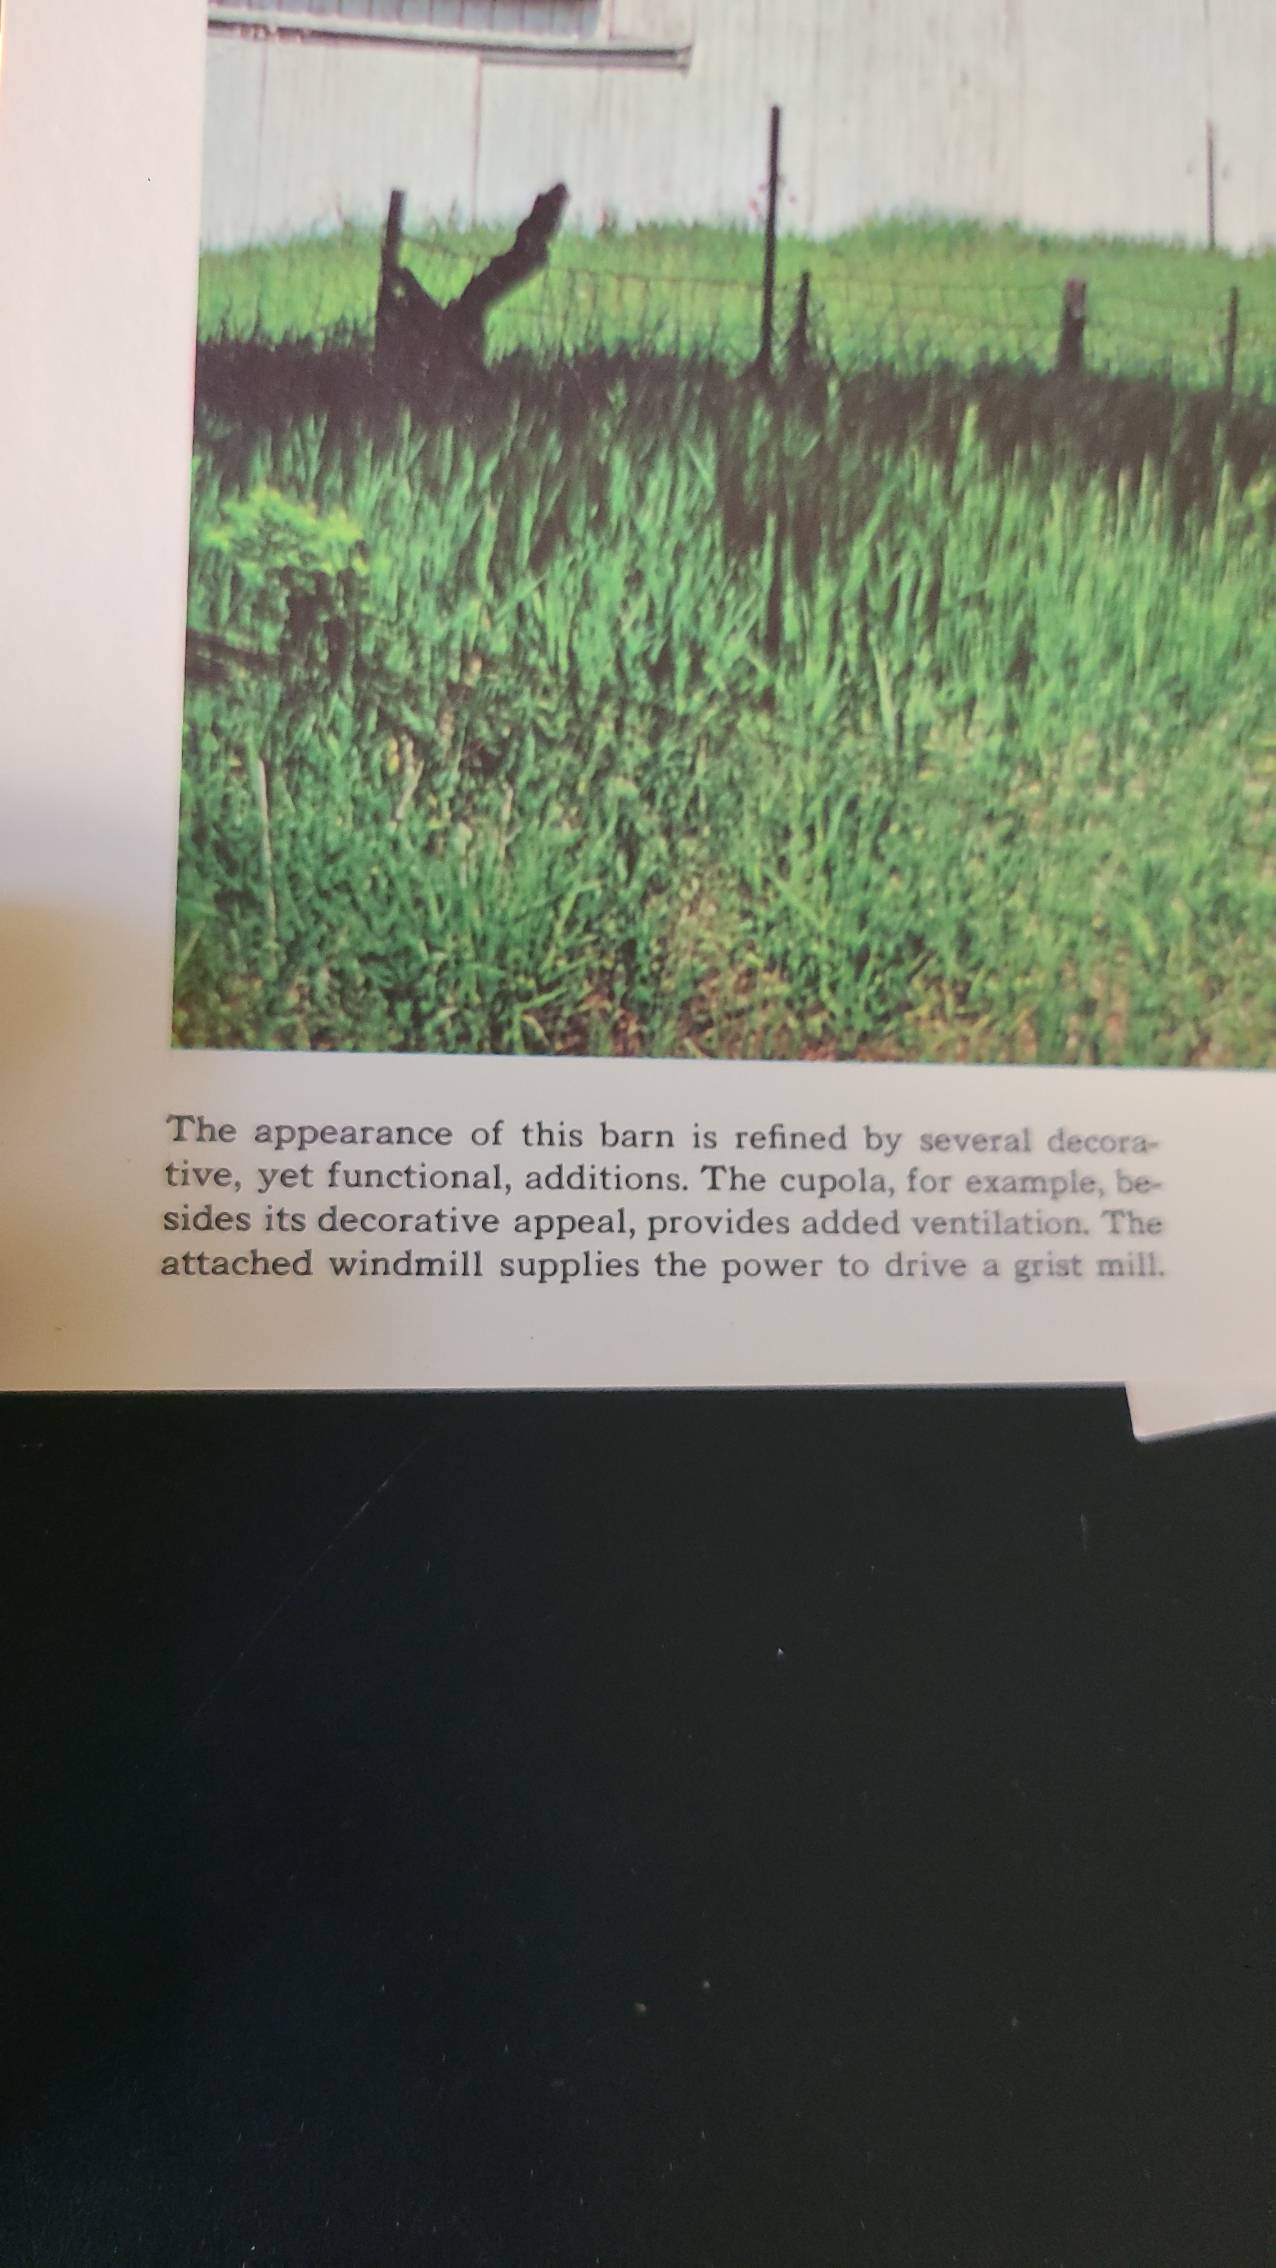 The appearance of this barn is refined by several decora-
tive, yet functional, additions. The cupola, for example, be-
sides its decorative appeal, provides added ventilation. The
attached windmill supplies the power to drive a grist mill.